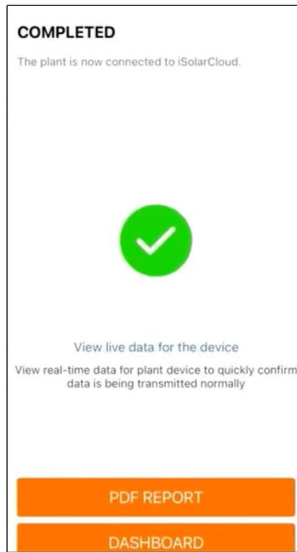 COMPLETED
The plant is now connected to iSolarCloud.
View live data for the device
View real-time data for plant device to quickly confirm
data is being transmitted normally
PDF REPORT
DASHBOARD